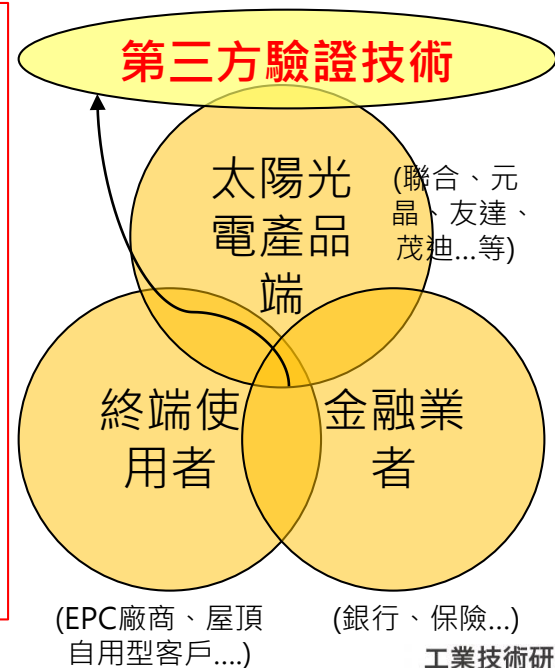 第三方驗證技術
太陽光
電產品
端
(聯合、元
晶、友達、
茂迪...等)
終端使
用者
金融業
者
(EPC廠商、屋頂
自用型客戶....)
(銀行、保險...)
工業技術研